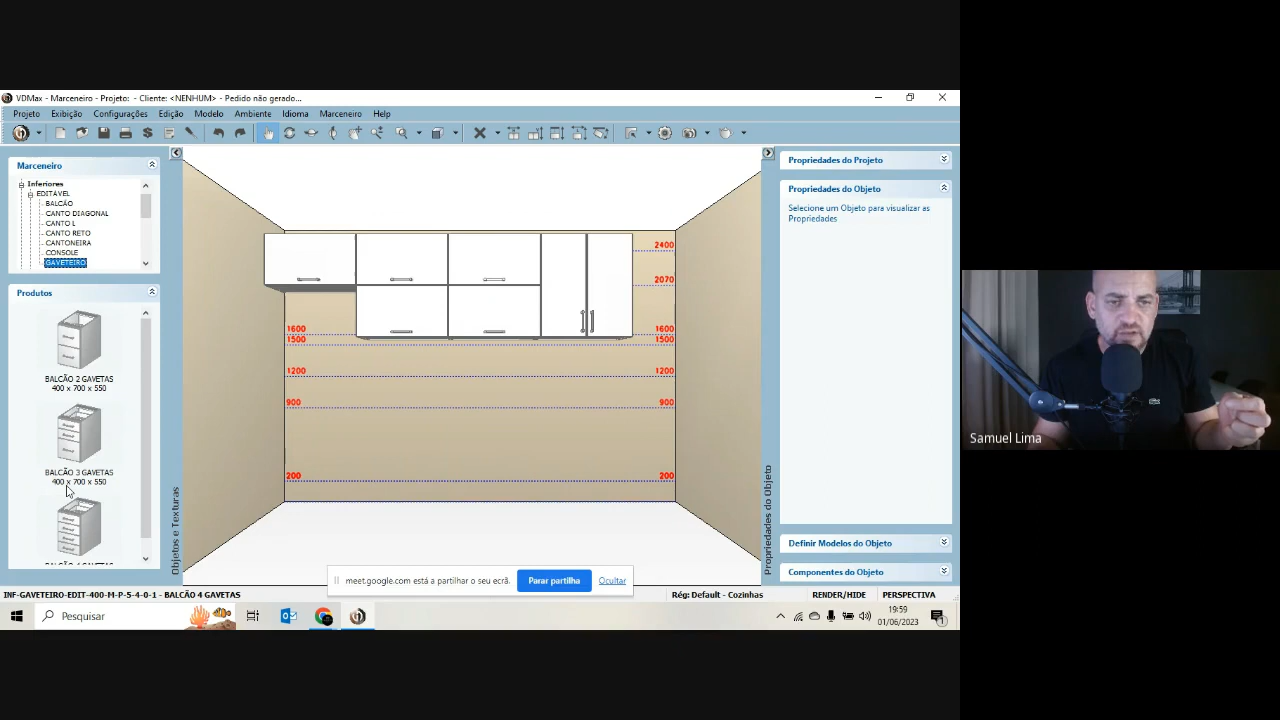 VDMax - Marceneiro - Projeto: - Cliente: <NENHUM> - Pedido não gerado...
Projeto Exibição Configurações Edição Modelo Ambiente Idioma Marceneiro Help
Marceneiro
Inferiores
EDITÁVEL
BALCÃO
CANTO DIAGONAL
CANTO L
CANTO RETO
CANTONEIRA
CONSOLE
GAVETEIRO
Produtos
BALCÃO 2 GAVETAS
400 x 700 x 550
BALCÃO 3 GAVETAS
400 x 700 x 550
Objetos e Texturas
2400
2070
1600 1600
1500 1500
1200 1200
900 900
200 200
Propriedades do Objeto
Propriedades do Projeto
Propriedades do Objeto
Selecione um Objeto para visualizar as
Propriedades
Definir Modelos do Objeto
Componentes do Objeto
meet.google.com está a partilhar o seu ecrã. Parar partilha Ocultar
INF-GAVETEIRO-EDIT-400-M-P-5-4-0-1 - BALCÃO 4 GAVETAS
Rég: Default - Cozinhas RENDER/HIDE PERSPECTIVA
Pesquisar
19:59
01/06/2023
1
Samuel Lima